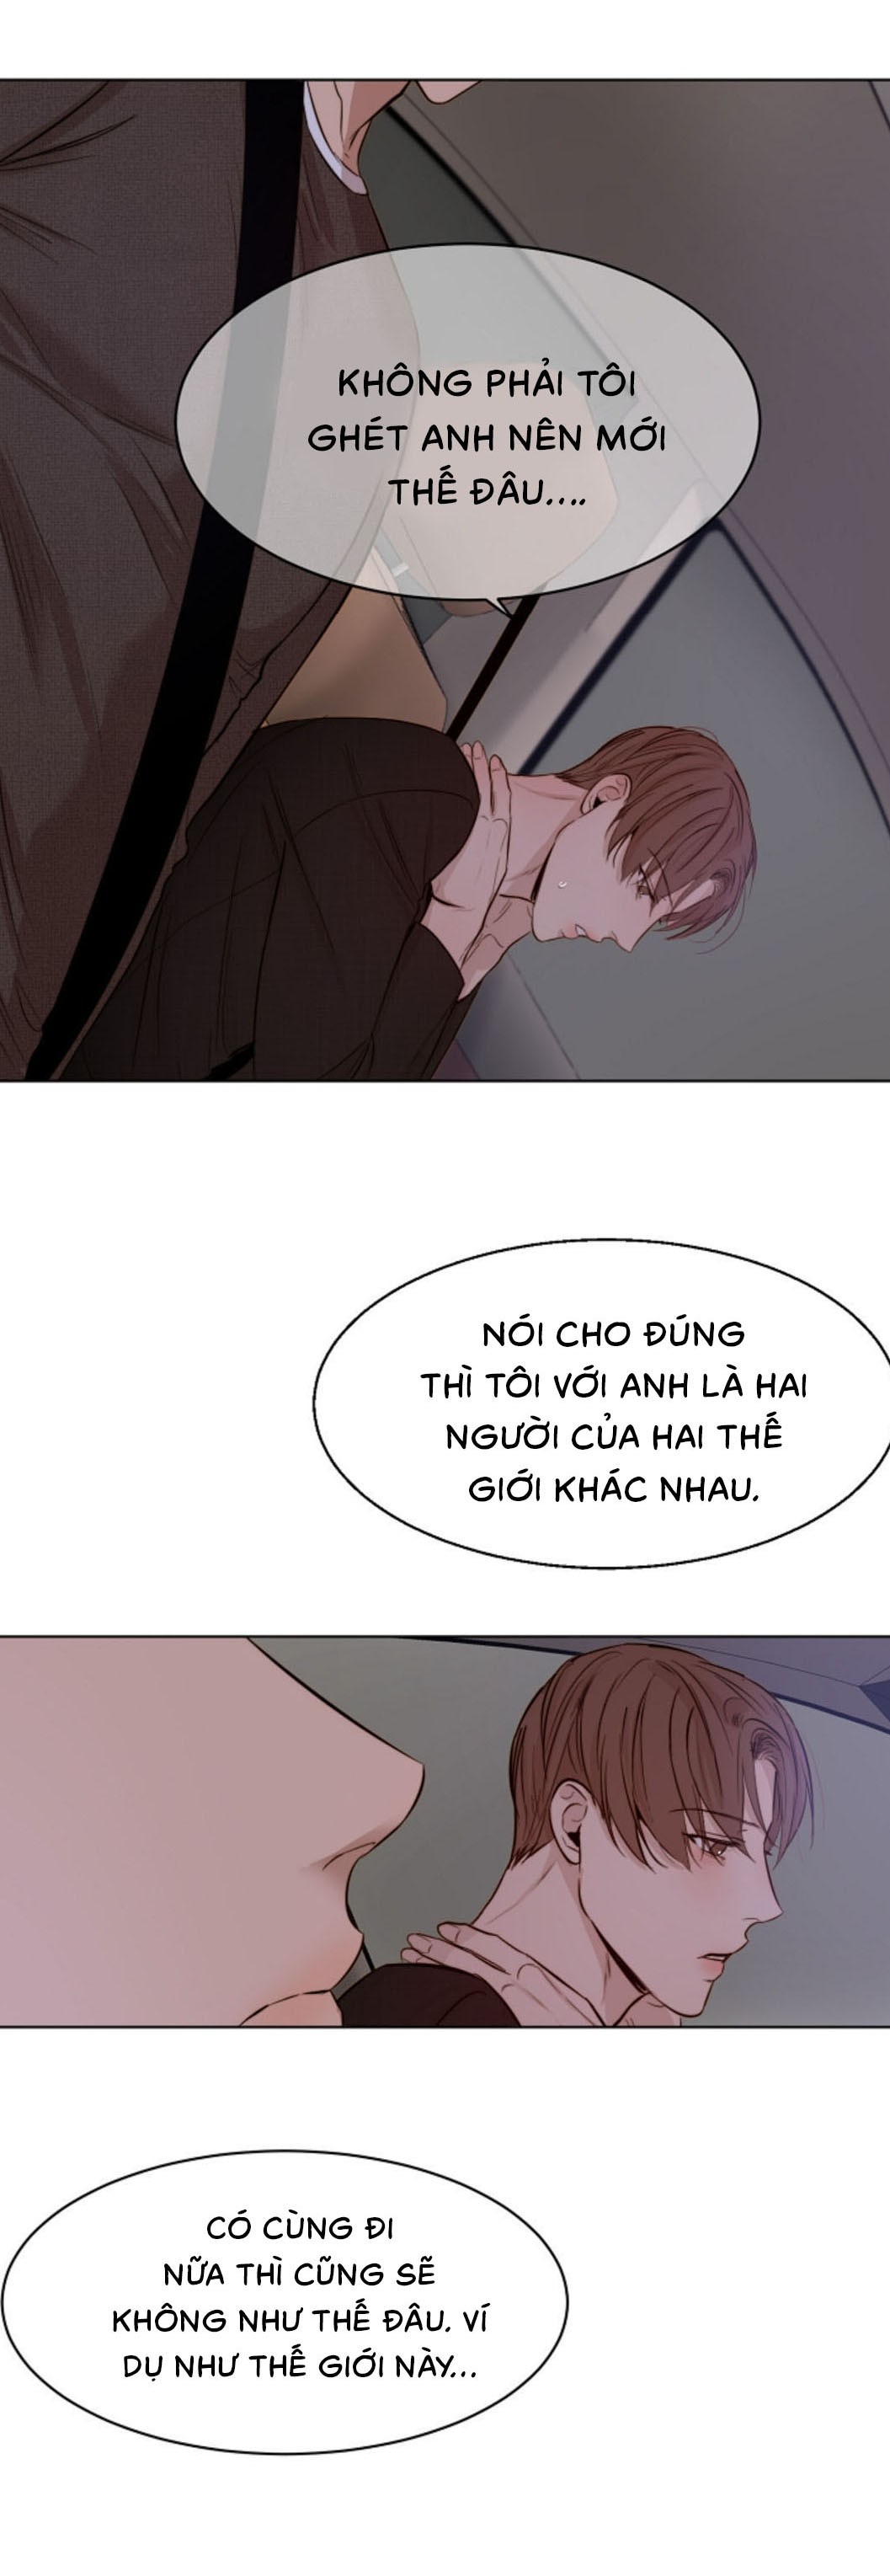 KHÔNG PHẢI TÔI
GHÉT ANH NÊN MỚI
THẾ ĐÂU....
NÓI CHO ĐÚNG
THÌ TÔI VỚI ANH LÀ HAI
NGƯỜI CỦA HAI THẾ
GIỚI KHÁC NHAU.
CÓ CÙNG ĐI
NỮA THÌ CŨNG SẼ
KHÔNG NHƯ THẾ ĐÂU. VÍ
DỤ NHƯ THẾ GIỚI NÀY...